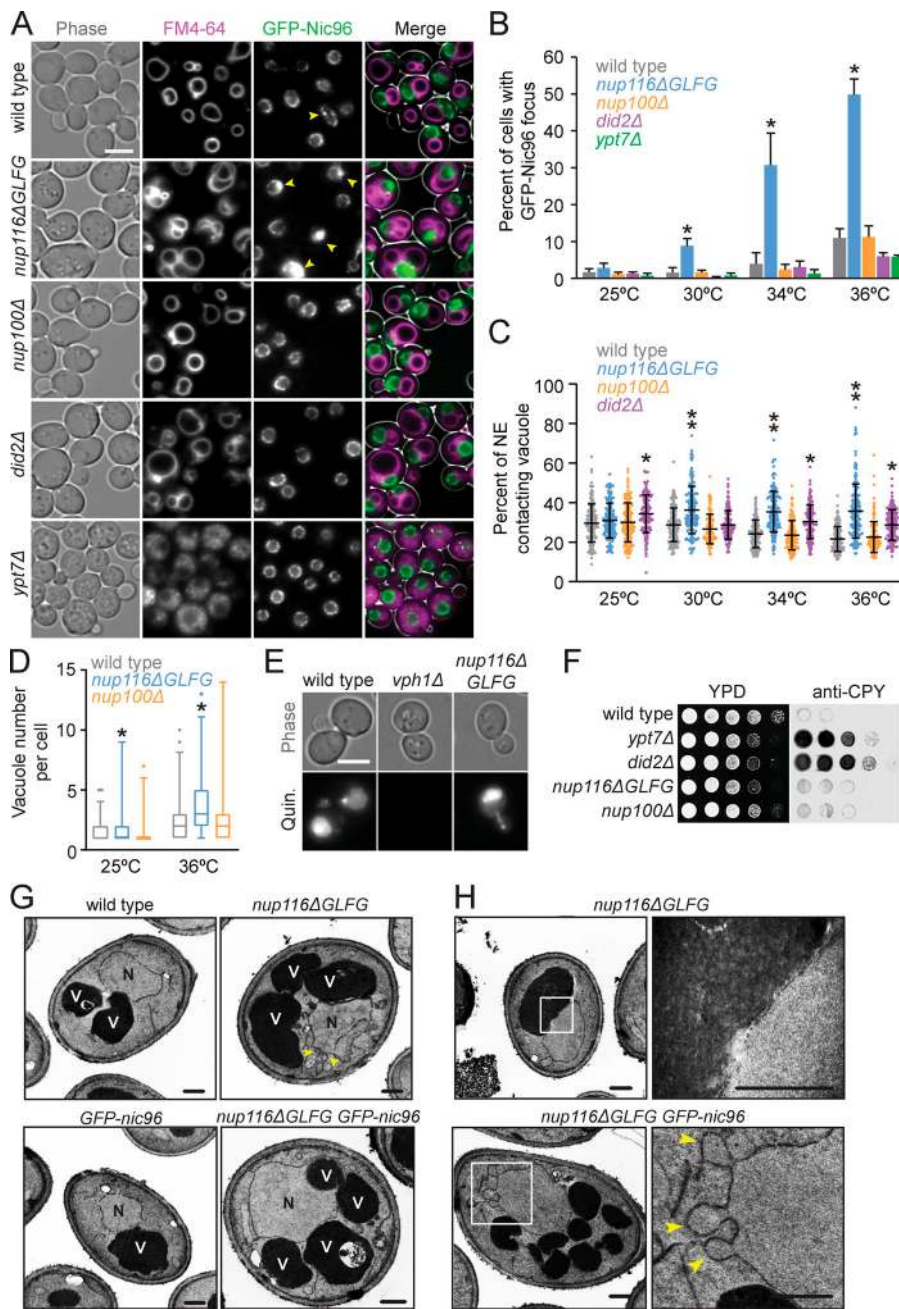 A
Phase FM4-64 GFP-Nic96 Merge
wild type
nup116ΔGLFG
nup100Δ
did2Δ
ypt7Δ
B
Percent of cells with
GFP-Nic96 focus
60
50
40
30
20
10
0
wild type
nup116ΔGLFG
nup100Δ
did2Δ
ypt7Δ
*
*
*
25ºC 30ºC 34ºC 36ºC
C
Percent of NE
contacting vacuole
100
80
60
40
20
0
wild type
nup116ΔGLFG
nup100Δ
did2Δ
* ** ** * ** *
25ºC 30ºC 34ºC 36ºC
D
Vacuole number
per cell
15
10
5
0
wild type
nup116ΔGLFG
nup100Δ
* *
25ºC 36ºC
E
wild type vph1Δ nup116Δ
GLFG
Phase
Quin.
F
YPD anti-CPY
wild type
ypt7Δ
did2Δ
nup116ΔGLFG
nup100Δ
G
wild type nup116ΔGLFG
N V V
V V V N
GFP-nic96 nup116ΔGLFG GFP-nic96
N V
N V V V V
H
nup116ΔGLFG
nup116ΔGLFG GFP-nic96